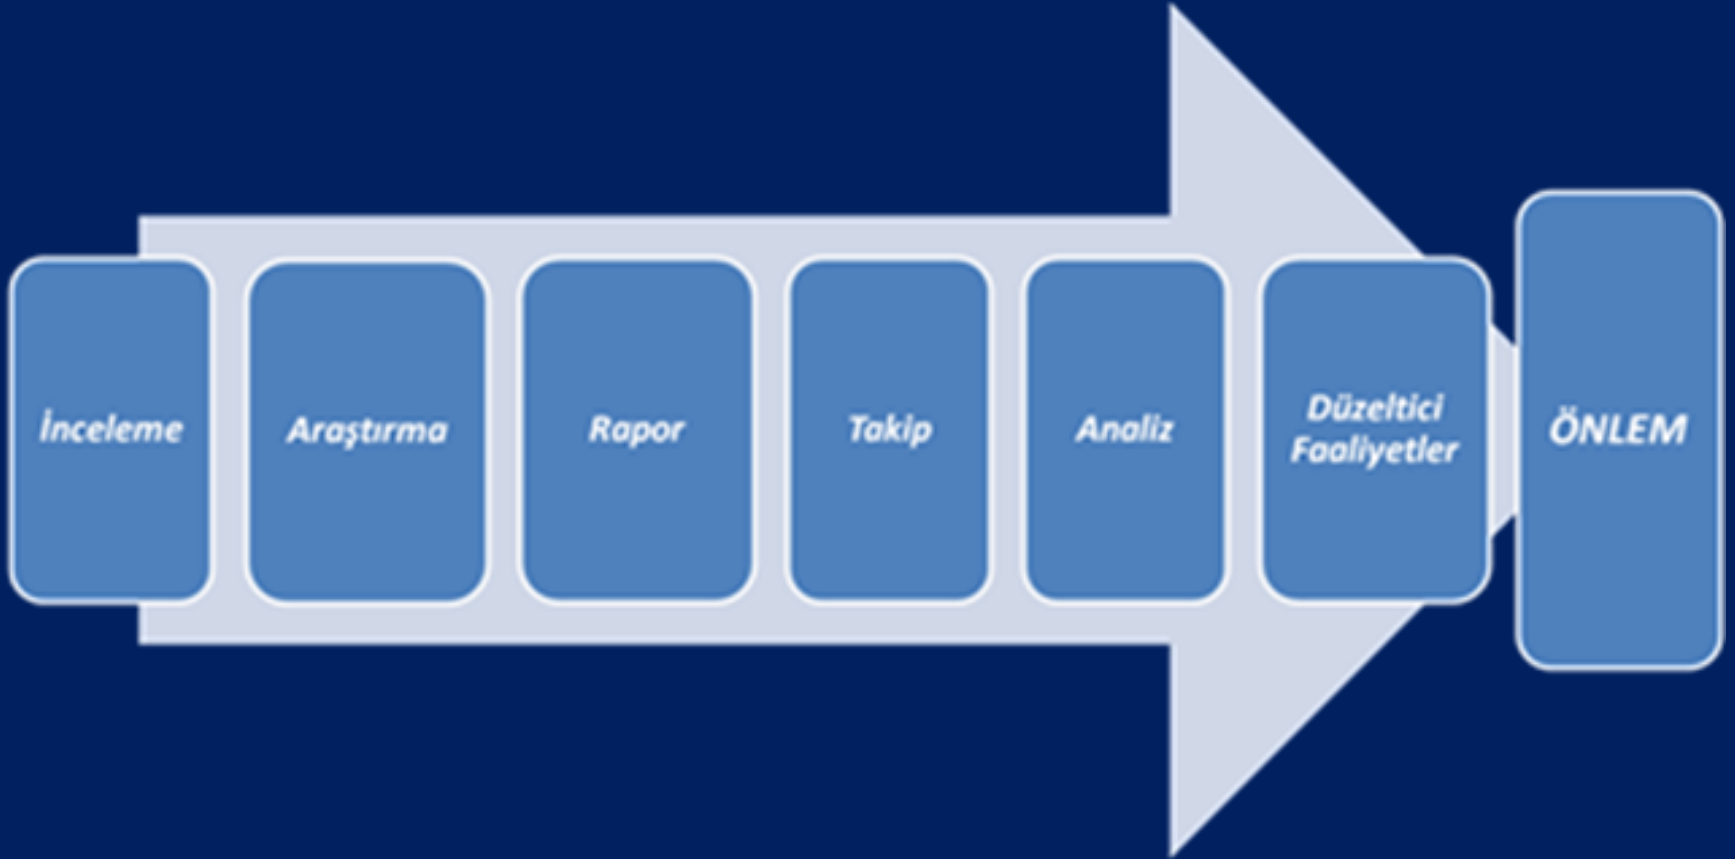 İnceleme
Araştırma
Rapor
Takip
Analiz
Düzeltici
Faaliyetler
ÖNLEM